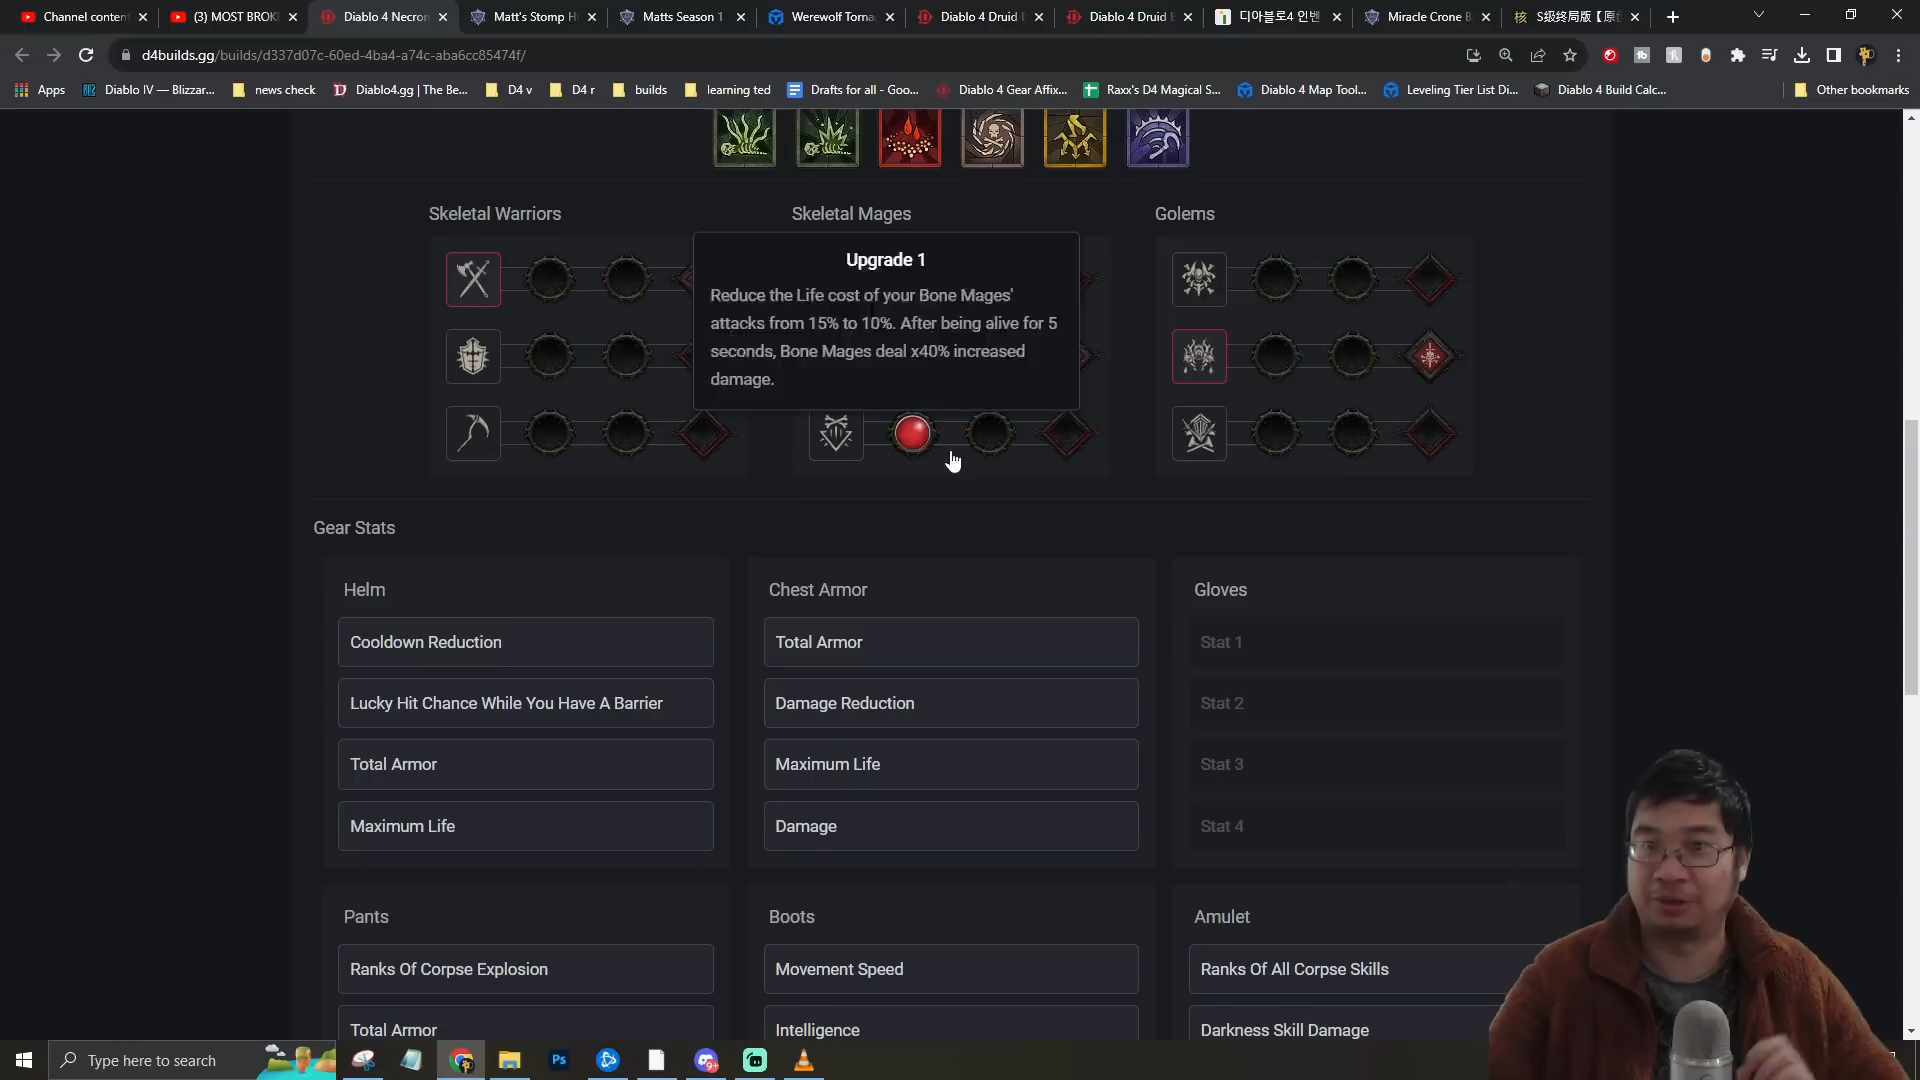 Channel conten
(3) MOST BROK
Diablo 4 Necron
Matt's Stomp H
Matts Season 1
Werewolf Torna
Diablo 4 Druid
Diablo 4 Druid
디아블로4 인벤
Miracle Crone B
S级终局版【原
d4builds.gg/builds/d337d07c-60ed-4ba4-a74c-aba6cc85474f/
Apps
Diablo IV — Blizzar...
news check
Diablo4.gg | The Be...
D4 v
D4 r
builds
learning ted
Drafts for all - Goo...
Diablo 4 Gear Affix...
Raxx's D4 Magical S...
Diablo 4 Map Tool...
Leveling Tier List Di...
Diablo 4 Build Calc...
Other bookmarks
Skeletal Warriors
Skeletal Mages
Golems
Upgrade 1
Reduce the Life cost of your Bone Mages'
attacks from 15% to 10%. After being alive for 5
seconds, Bone Mages deal x40% increased
damage.
Gear Stats
Helm
Cooldown Reduction
Lucky Hit Chance While You Have A Barrier
Total Armor
Maximum Life
Chest Armor
Total Armor
Damage Reduction
Maximum Life
Damage
Gloves
Stat 1
Stat 2
Stat 3
Stat 4
Pants
Ranks Of Corpse Explosion
Total Armor
Boots
Movement Speed
Intelligence
Amulet
Ranks Of All Corpse Skills
Darkness Skill Damage
Type here to search